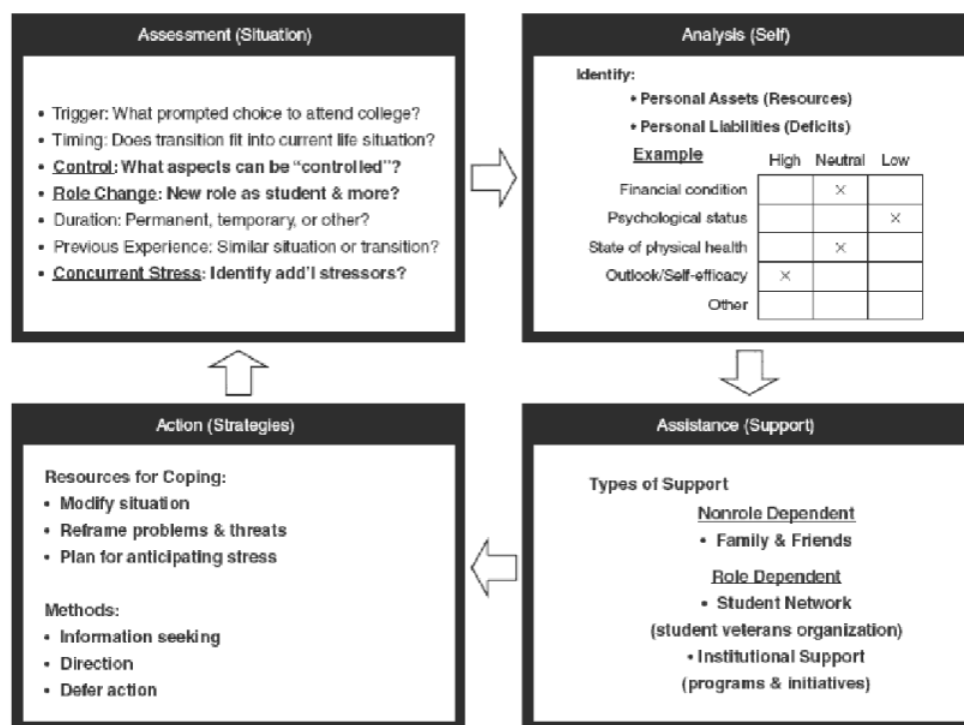 Assessment (Situation)
• Trigger: What prompted choice to attend college?
• Timing: Does transition fit into current life situation?
• Control: What aspects can be “controlled”?
• Role Change: New role as student & more?
• Duration: Permanent, temporary, or other?
• Previous Experience: Similar situation or transition?
• Concurrent Stress: Identify add’l stressors?
Analysis (Self)
Identify:
• Personal Assets (Resources)
• Personal Liabilities (Deficits)
Example High Neutral Low
Financial condition ×
Psychological status ×
State of physical health ×
Outlook/Self-efficacy ×
Other
Assistance (Support)
Types of Support
Nonrole Dependent
• Family & Friends
Role Dependent
• Student Network
(student veterans organization)
• Institutional Support
(programs & initiatives)
Action (Strategies)
Resources for Coping:
• Modify situation
• Reframe problems & threats
• Plan for anticipating stress
Methods:
• Information seeking
• Direction
• Defer action